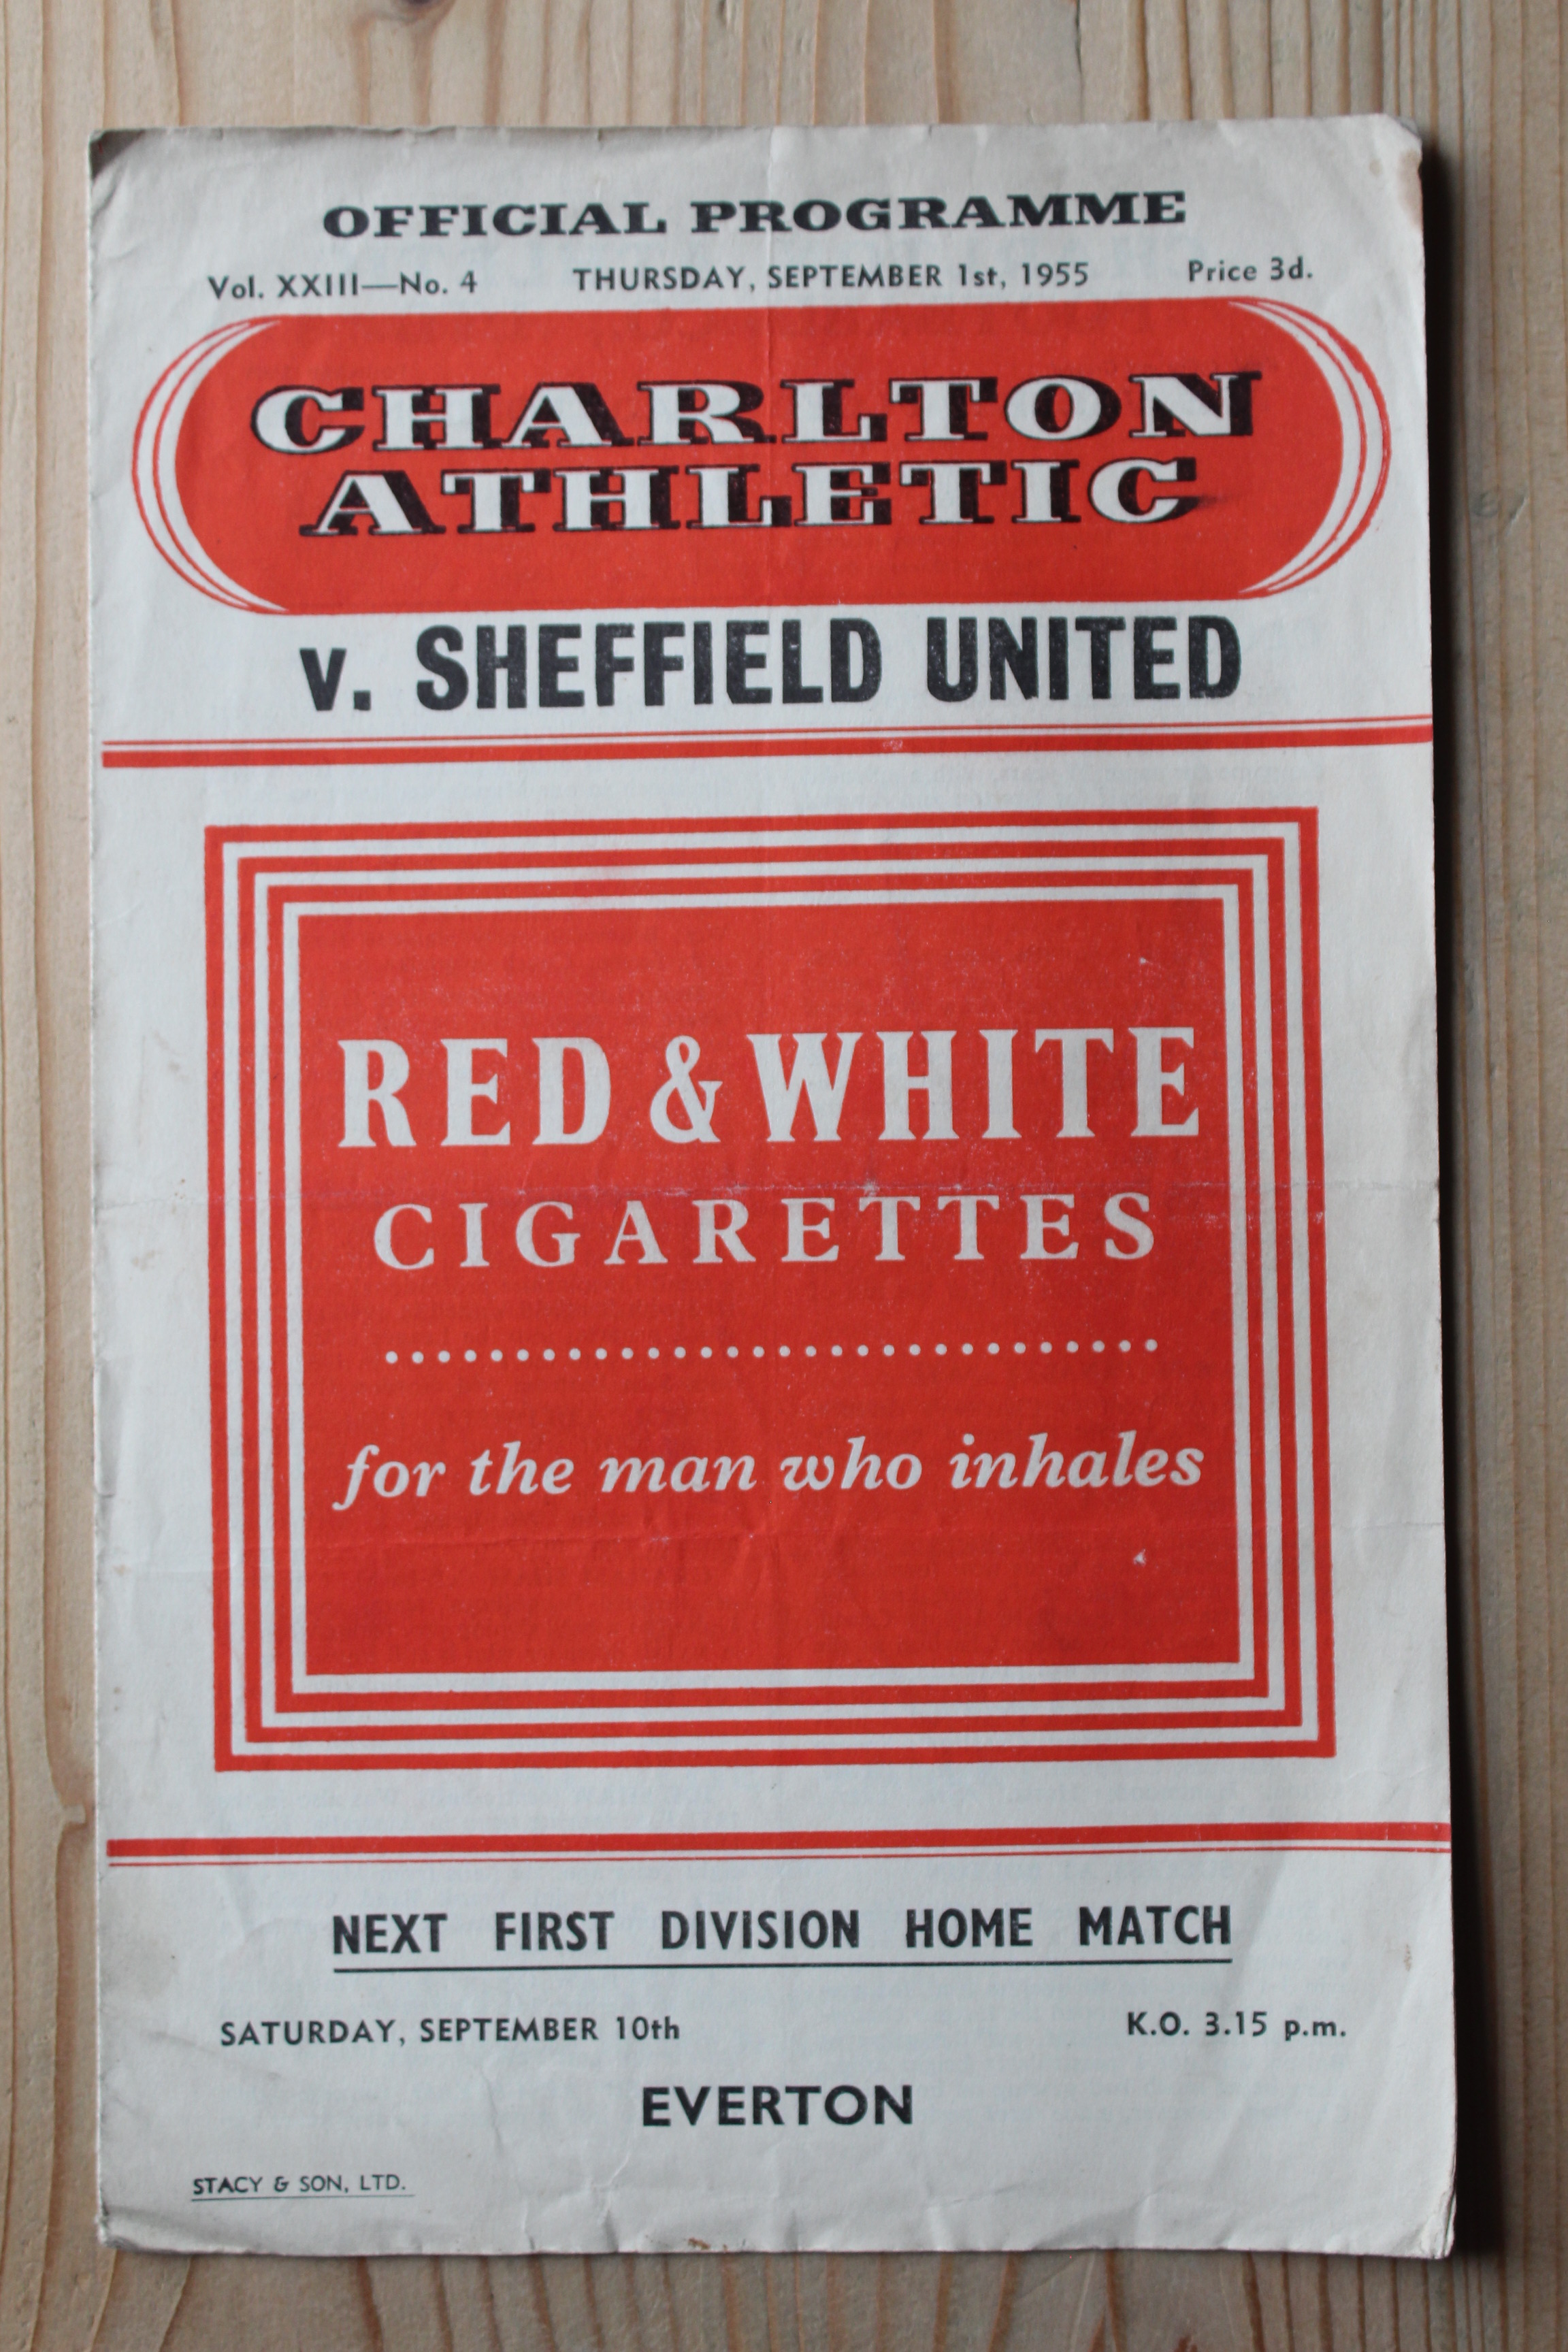 OFFICIAL PROGRAMME
Vol. XXIII—No. 4 THURSDAY, SEPTEMBER 1st, 1955 Price 3d.
CHARLTON
ATHLETIC
v. SHEFFIELD UNITED
RED & WHITE
CIGARETTES
..............................
for the man who inhales
NEXT FIRST DIVISION HOME MATCH
SATURDAY, SEPTEMBER 10th K.O. 3.15 p.m.
EVERTON
STACY & SON, LTD.